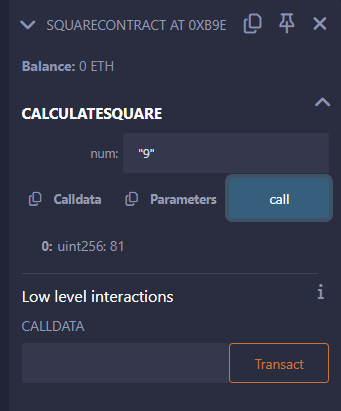 SQUARECONTRACT AT 0XB9E
Balance: 0 ETH
CALCULATESQUARE
num: "9"
Calldata Parameters call
0: uint256: 81
Low level interactions i
CALLDATA
Transact